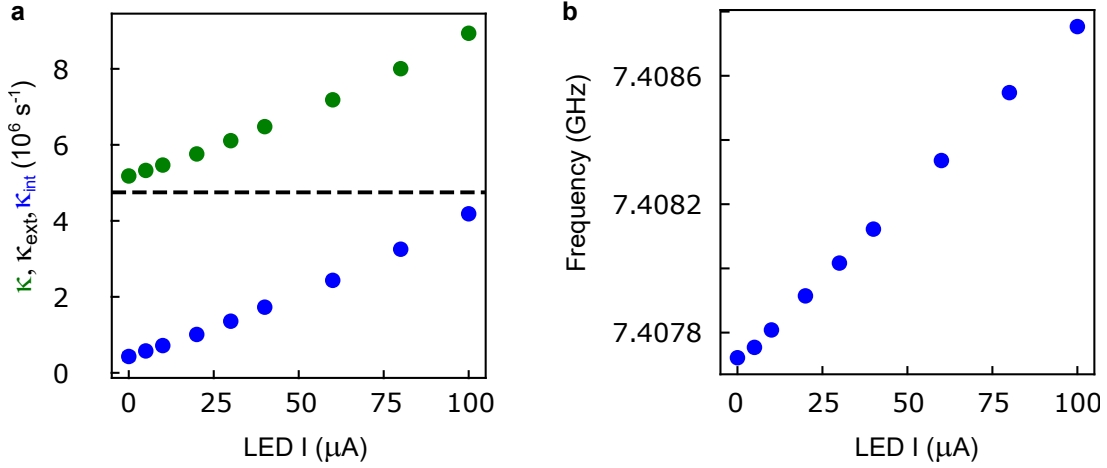 a
κ, κext, κint (10⁶ s⁻¹)
8
6
4
2
0
0 25 50 75 100
LED I (μA)
b
Frequency (GHz)
7.4086
7.4082
7.4078
0 25 50 75 100
LED I (μA)